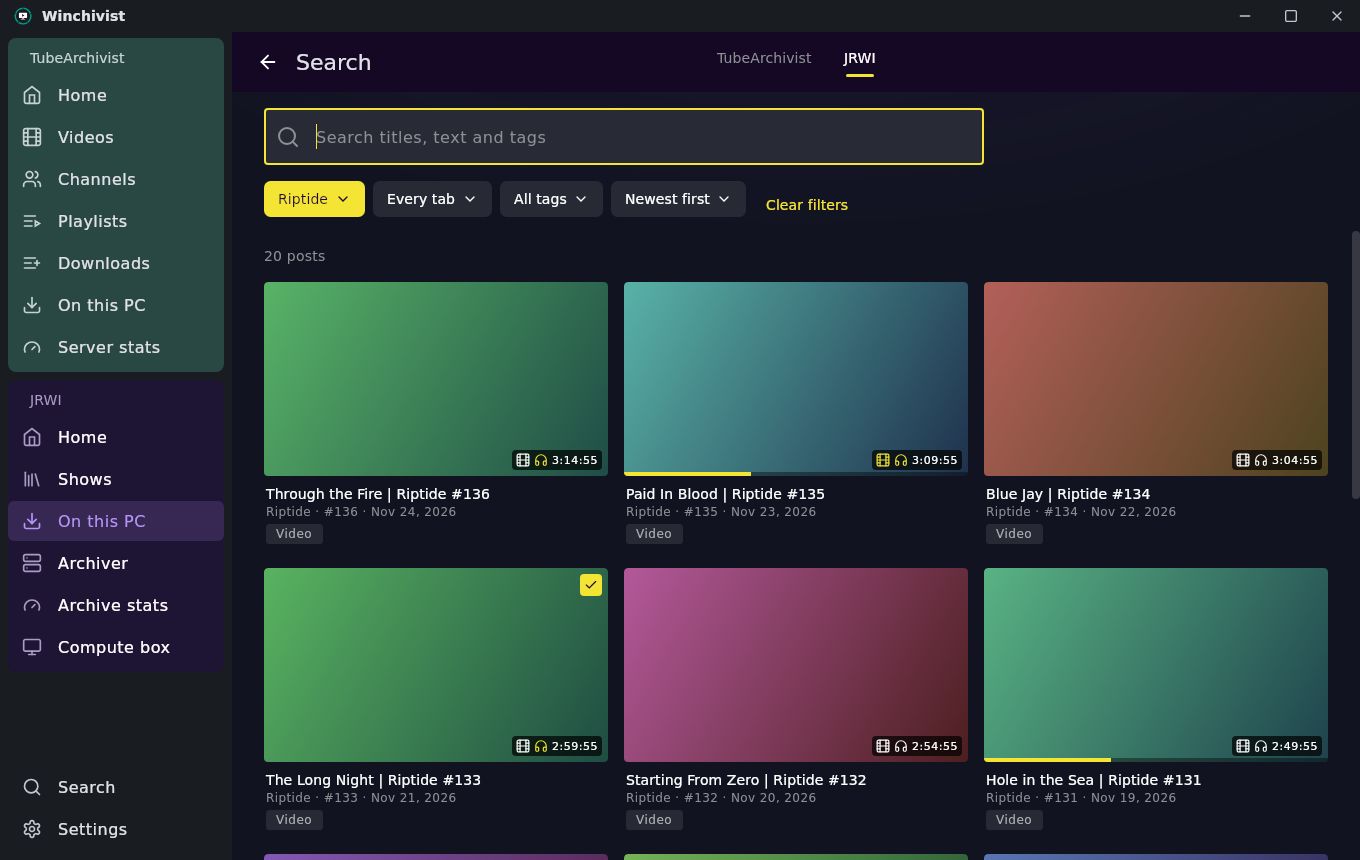 Winchivist
TubeArchivist
Home
Videos
Channels
Playlists
Downloads
On this PC
Server stats
JRWI
Home
Shows
On this PC
Archiver
Archive stats
Compute box
Search
Settings
Search
TubeArchivist JRWI
Search titles, text and tags
Riptide Every tab All tags Newest first Clear filters
20 posts
3:14:55 3:09:55 3:04:55
Through the Fire | Riptide #136
Riptide · #136 · Nov 24, 2026
Video
Paid In Blood | Riptide #135
Riptide · #135 · Nov 23, 2026
Video
Blue Jay | Riptide #134
Riptide · #134 · Nov 22, 2026
Video
2:59:55 2:54:55 2:49:55
The Long Night | Riptide #133
Riptide · #133 · Nov 21, 2026
Video
Starting From Zero | Riptide #132
Riptide · #132 · Nov 20, 2026
Video
Hole in the Sea | Riptide #131
Riptide · #131 · Nov 19, 2026
Video